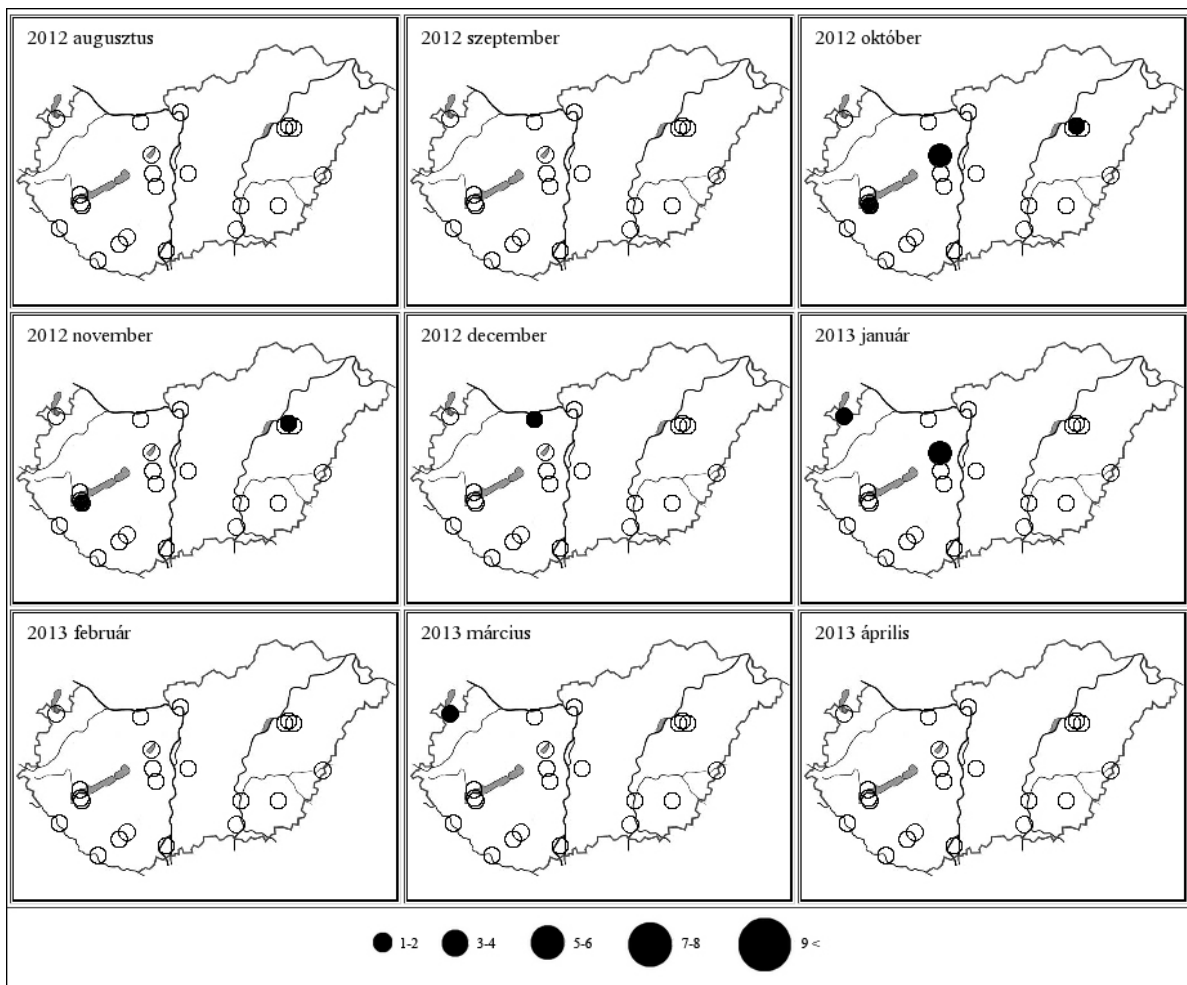 2012 augusztus
2012 szeptember
2012 október
2012 november
2012 december
2013 január
2013 február
2013 március
2013 április
1-2 3-4 5-6 7-8 9 <